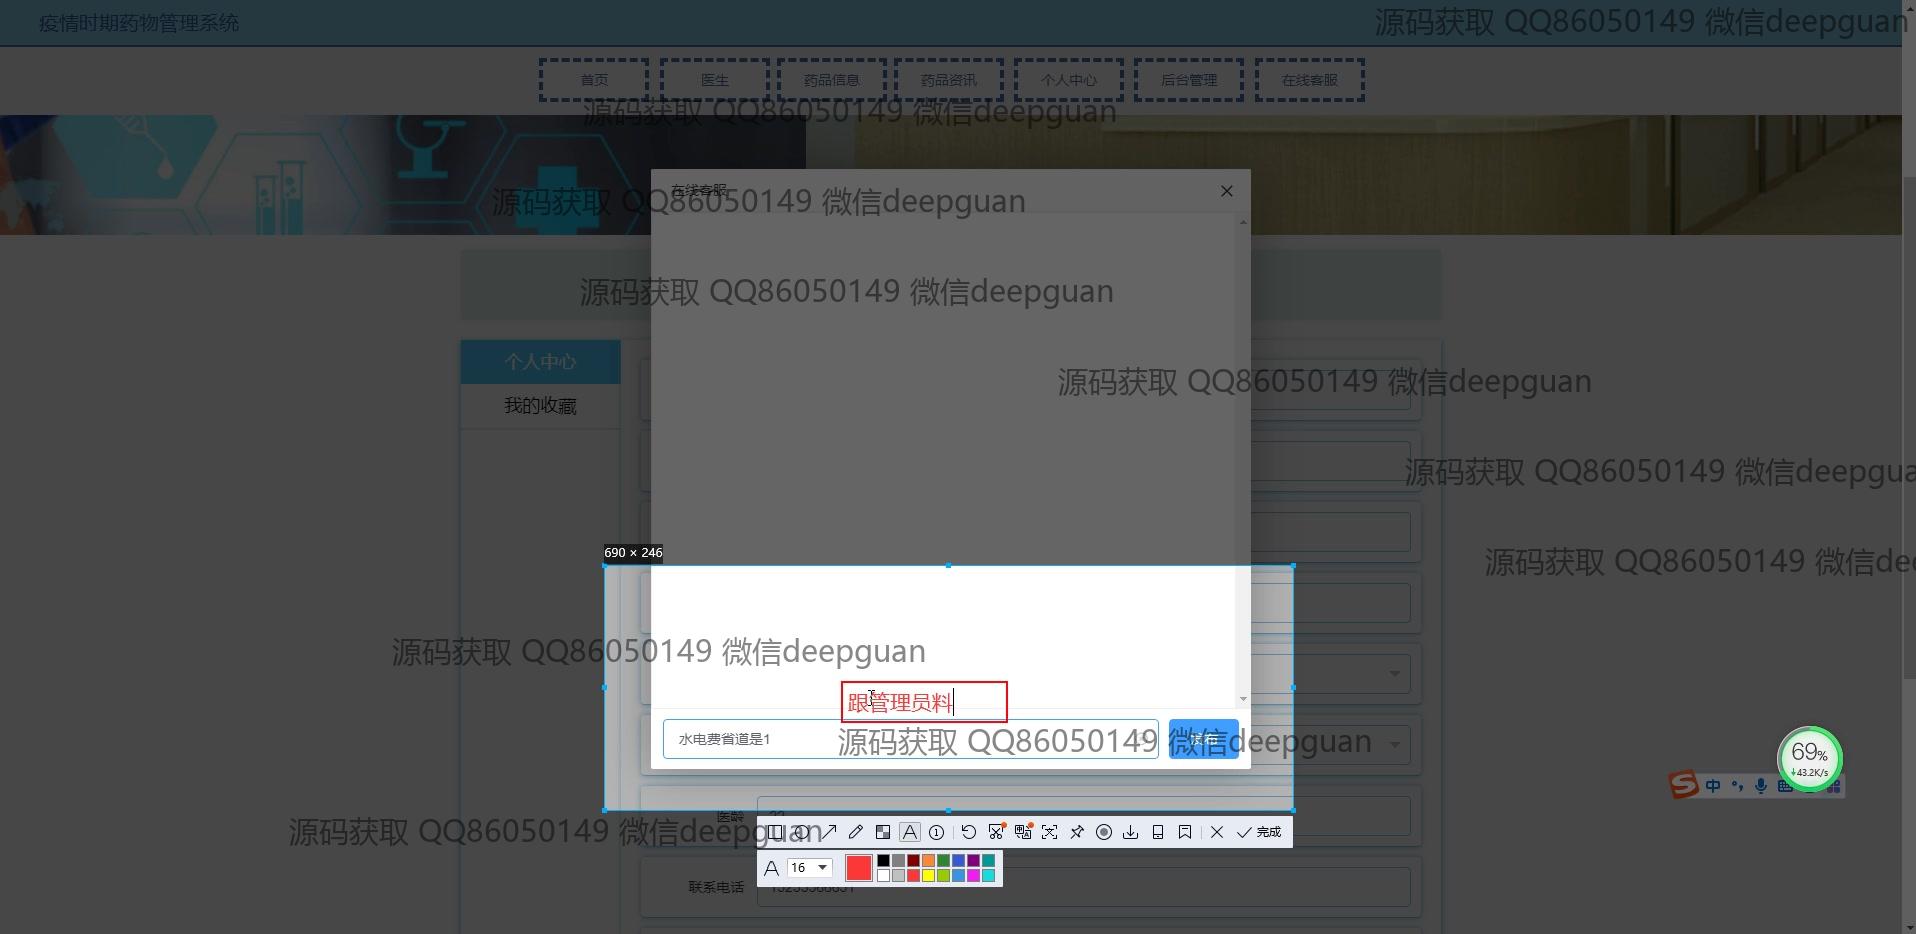 疫情时期药物管理系统
源码获取 QQ86050149 微信deepguan
首页 医生 药品信息 药品资讯 个人中心 后台管理 在线客服
源码获取 QQ86050149 微信deepguan
在线客服
源码获取 QQ86050149 微信deepguan
源码获取 QQ86050149 微信deepguan
个人中心
源码获取 QQ86050149 微信deepguan
我的收藏
源码获取 QQ86050149 微信deepgua
690 × 246
源码获取 QQ86050149 微信dee
源码获取 QQ86050149 微信deepguan
跟管理员料
水电费省道是1
发布
源码获取 QQ86050149 微信deepguan
69%
43.2K/s
中
医龄
源码获取 QQ86050149 微信deepguan
完成
A 16
联系电话